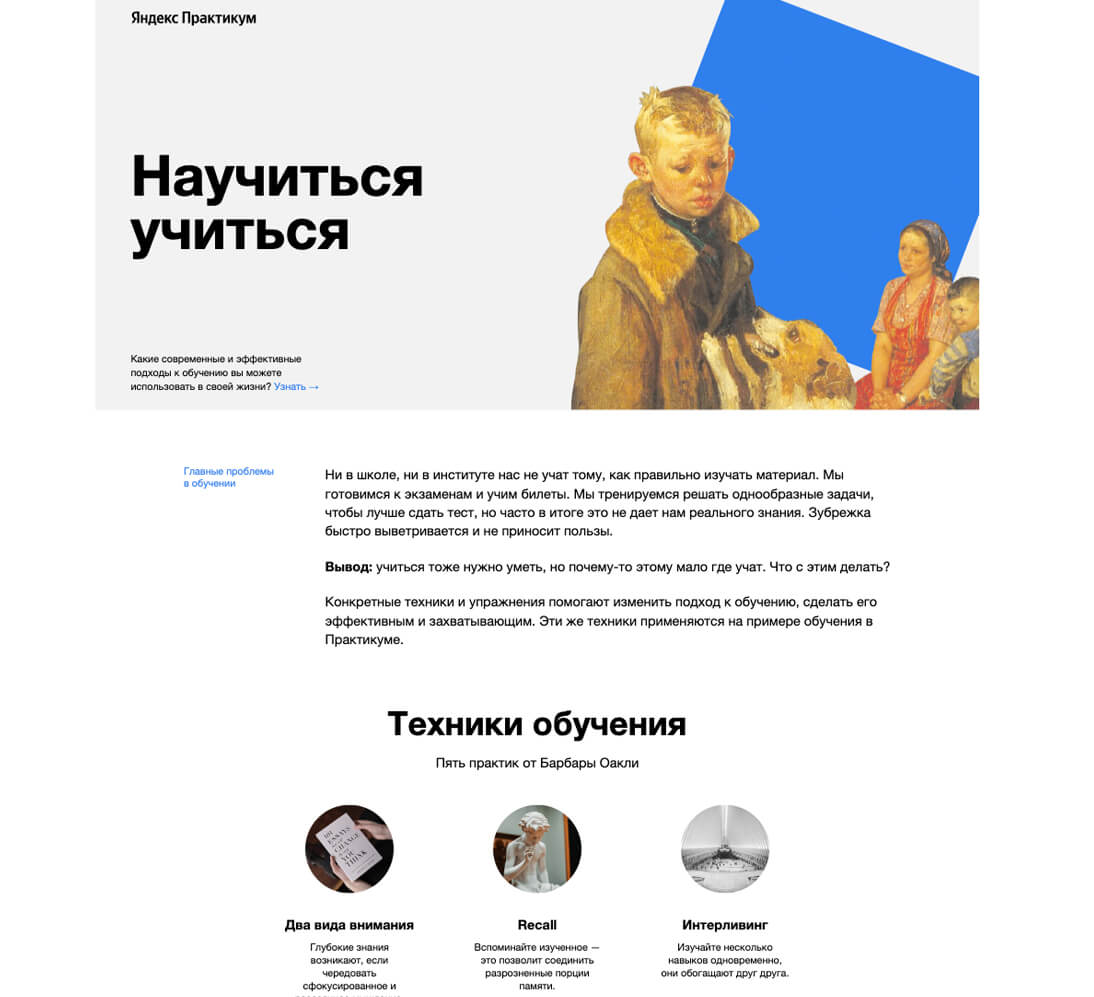 Яндекс Практикум
Научиться
учиться
Какие современные и эффективные
подходы к обучению вы можете
использовать в своей жизни? Узнать →
Главные проблемы
в обучении
Ни в школе, ни в институте нас не учат тому, как правильно изучать материал. Мы
готовимся к экзаменам и учим билеты. Мы тренируемся решать однообразные задачи,
чтобы лучше сдать тест, но часто в итоге это не дает нам реального знания. Зубрежка
быстро выветривается и не приносит пользы.
Вывод: учиться тоже нужно уметь, но почему-то этому мало где учат. Что с этим делать?
Конкретные техники и упражнения помогают изменить подход к обучению, сделать его
эффективным и захватывающим. Эти же техники применяются на примере обучения в
Практикуме.
Техники обучения
Пять практик от Барбары Оакли
101
ESSAYS
CHANGE
YOU
THINK
Два вида внимания
Глубокие знания
возникают, если
чередовать
сфокусированное и
Recall
Вспоминайте изученное —
это позволит соединить
разрозненные порции
памяти.
Интерливинг
Изучайте несколько
навыков одновременно,
они обогащают друг друга.